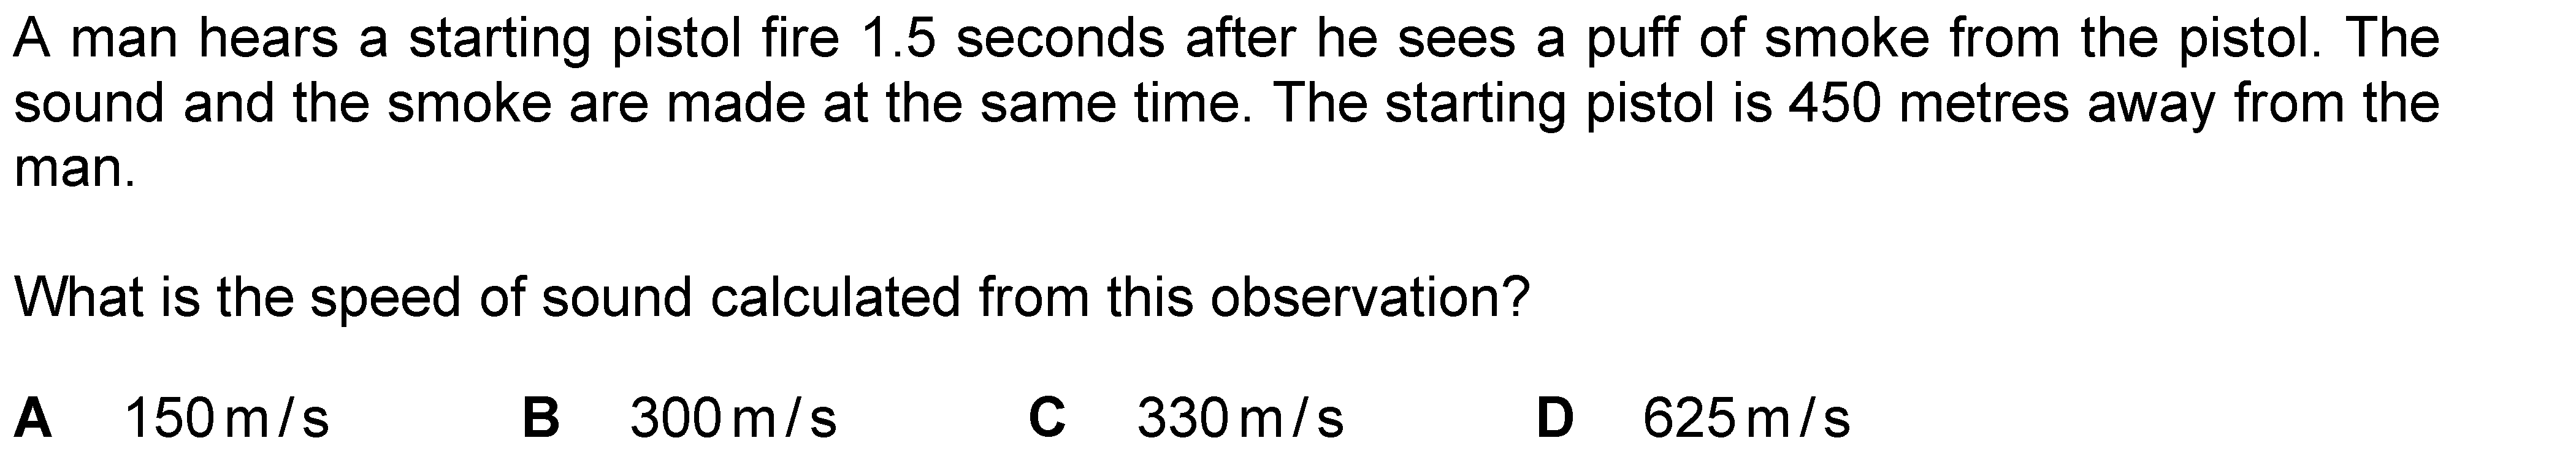 A man hears a starting pistol fire 1.5 seconds after he sees a puff of smoke from the pistol. The
sound and the smoke are made at the same time. The starting pistol is 450 metres away from the
man.
What is the speed of sound calculated from this observation?
A 150 m / s B 300 m / s C 330 m / s D 625 m / s